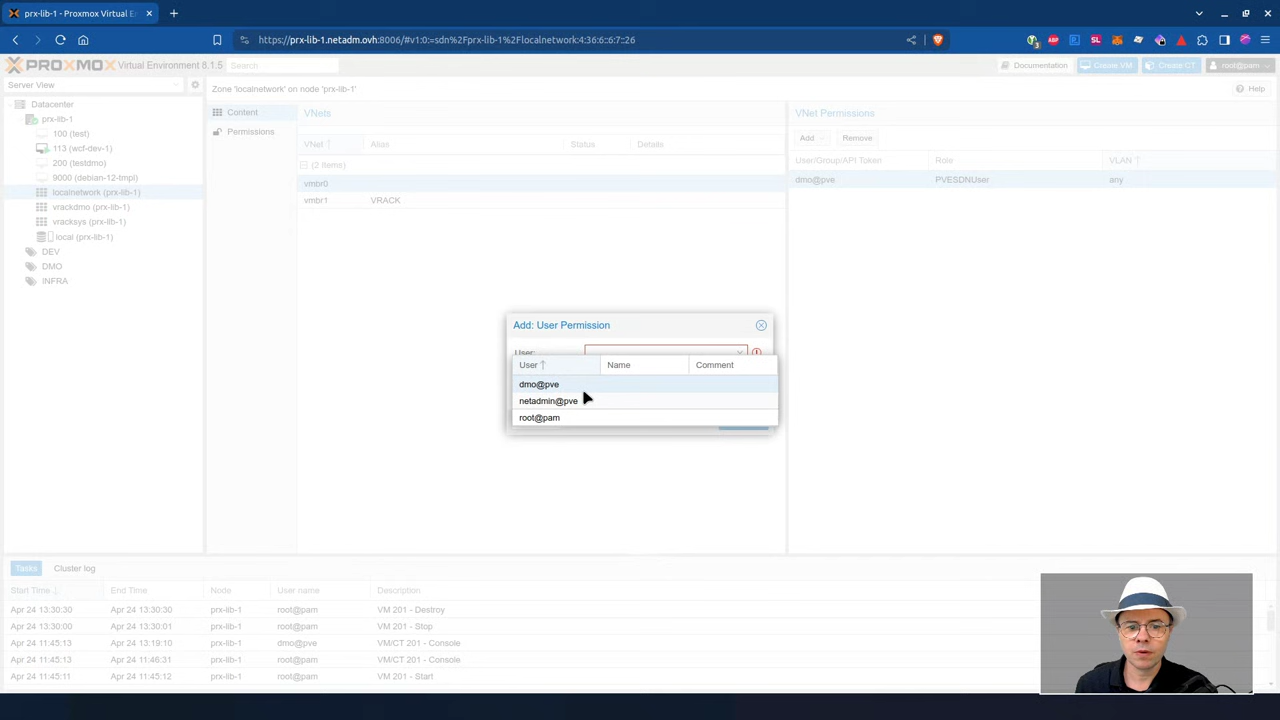 prx-lib-1 - Proxmox Virtual E
https://prx-lib-1.netadm.ovh:8006/#v1:0:=sdn%2Fprx-lib-1%2Flocalnetwork:4:36:6::6:7::26
PROXMOX Virtual Environment 8.1.5 Search Documentation Create VM Create CT root@pam
Server View
Zone 'localnetwork' on node 'prx-lib-1' Help
Datacenter
prx-lib-1
100 (test)
113 (wcf-dev-1)
200 (testdmo)
9000 (debian-12-tmpl)
localnetwork (prx-lib-1)
vrackdmo (prx-lib-1)
vracksys (prx-lib-1)
local (prx-lib-1)
DEV
DMO
INFRA
Content
Permissions
VNets
VNet Alias Status Details
(2 Items)
vmbr0
vmbr1 VRACK
VNet Permissions
Add Remove
User/Group/API Token Role VLAN
dmo@pve PVESDNUser any
Add: User Permission
User:
User Name Comment
dmo@pve
netadmin@pve
root@pam
Tasks Cluster log
Start Time End Time Node User name Description
Apr 24 13:30:30 Apr 24 13:30:30 prx-lib-1 root@pam VM 201 - Destroy
Apr 24 13:30:00 Apr 24 13:30:01 prx-lib-1 root@pam VM 201 - Stop
Apr 24 11:45:13 Apr 24 13:19:10 prx-lib-1 dmo@pve VM/CT 201 - Console
Apr 24 11:45:13 Apr 24 11:46:31 prx-lib-1 root@pam VM/CT 201 - Console
Apr 24 11:45:11 Apr 24 11:45:12 prx-lib-1 root@pam VM 201 - Start